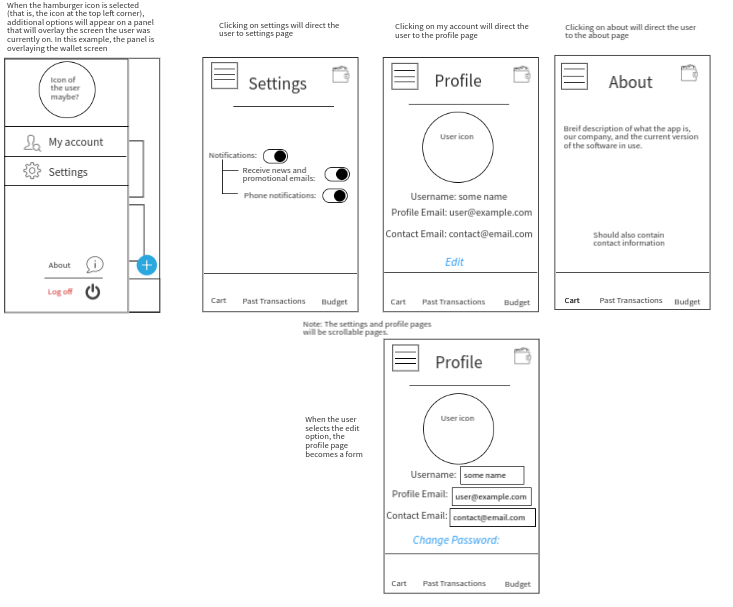 When the hamburger icon is selected
(that is, the icon at the top left corner),
additional options will appear on a panel
that will overlay the screen the user was
currently on. In this example, the panel is
overlaying the wallet screen
Icon of
the user
maybe?
My account
Settings
About
Log off
Clicking on settings will direct the
user to settings page
Settings
Notifications:
Receive news and
promotional emails:
Phone notifications:
Cart Past Transactions Budget
Clicking on my account will direct the
user to the profile page
Profile
User icon
Username: some name
Profile Email: user@example.com
Contact Email: contact@email.com
Edit
Cart Past Transactions Budget
Clicking on about will direct the user
to the about page
About
Breif description of what the app is,
our company, and the current version
of the software in use.
Should also contain
contact information
Cart Past Transactions Budget
Note: The settings and profile pages
will be scrollable pages.
When the user
selects the edit
option, the
profile page
becomes a form
Profile
User icon
Username: some name
Profile Email: user@example.com
Contact Email: contact@email.com
Change Password:
Cart Past Transactions Budget